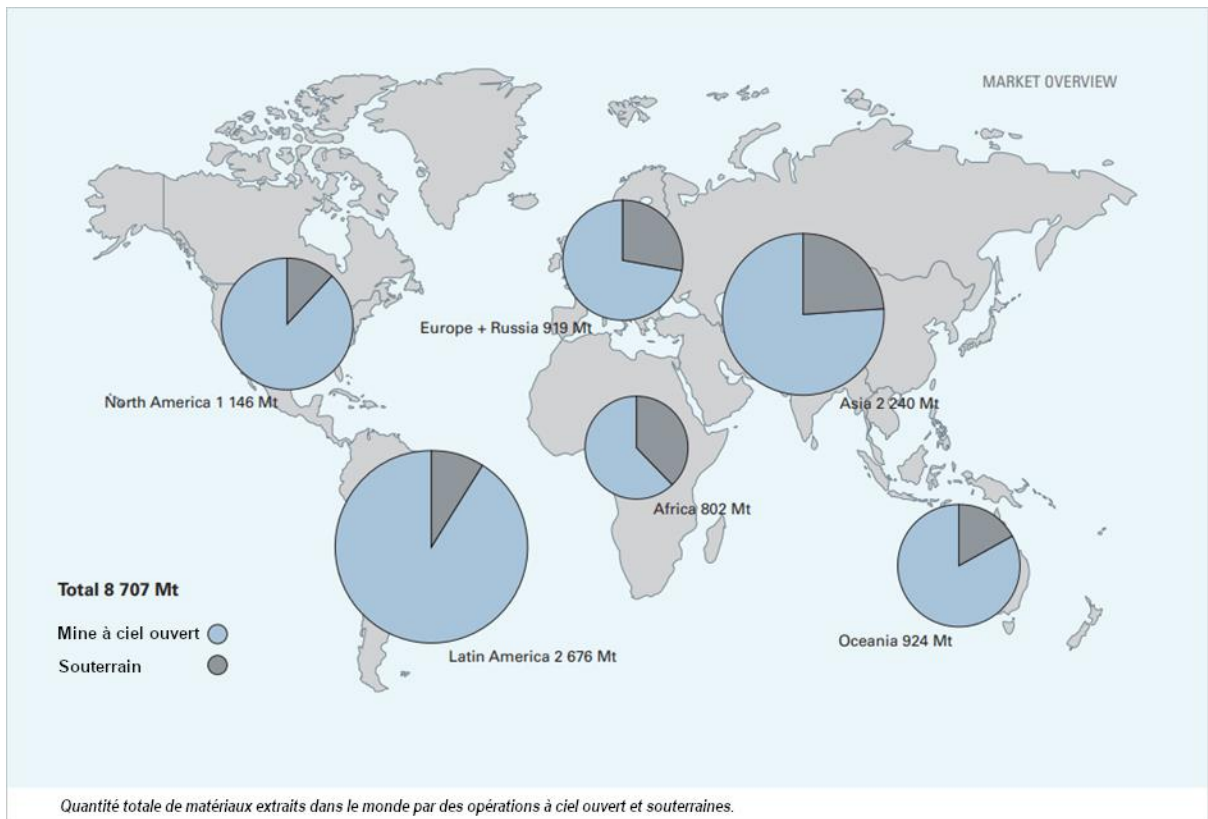 MARKET OVERVIEW
Europe + Russia 919 Mt
North America 1 146 Mt
Asia 2 240 Mt
Africa 802 Mt
Total 8 707 Mt
Mine à ciel ouvert
Oceania 924 Mt
Latin America 2 676 Mt
Souterrain
Quantité totale de matériaux extraits dans le monde par des opérations à ciel ouvert et souterraines.